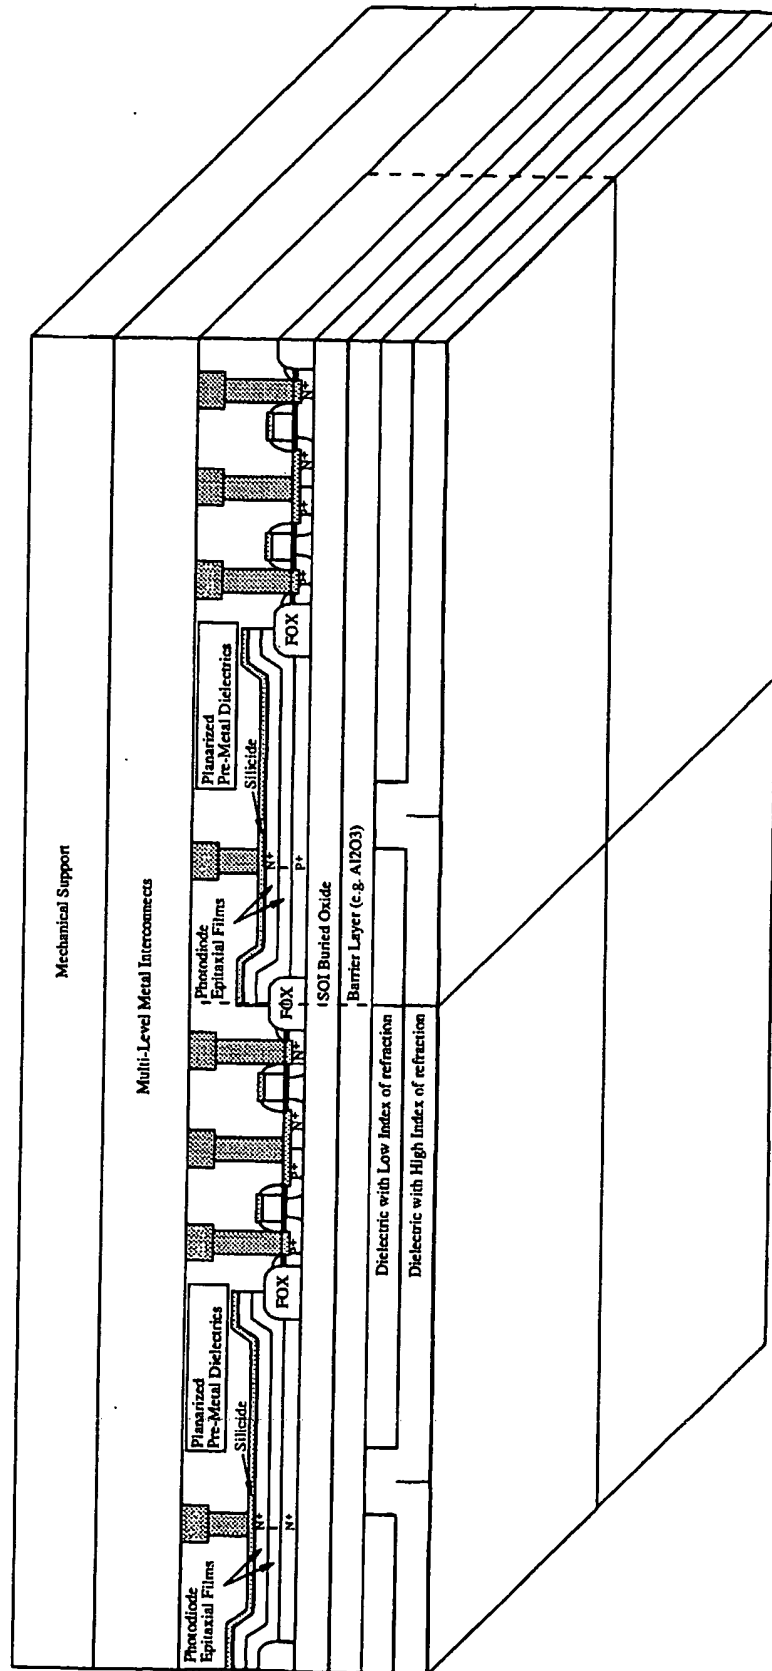 Mechanical Support
Multi-Level Metal Interconnects
Planarized
Pre-Metal Dielectrics
Silicide
Photodiode
Epitaxial Films
N+
N+
FOX
P+
P+
N+
N+
Planarized
Pre-Metal Dielectrics
Silicide
Photodiode
Epitaxial Films
N+
P+
FOX
FOX
P+
P+
N+
N+
SOI Buried Oxide
Barrier Layer (e.g. Al2O3)
Dielectric with Low Index of refraction
Dielectric with High Index of refraction